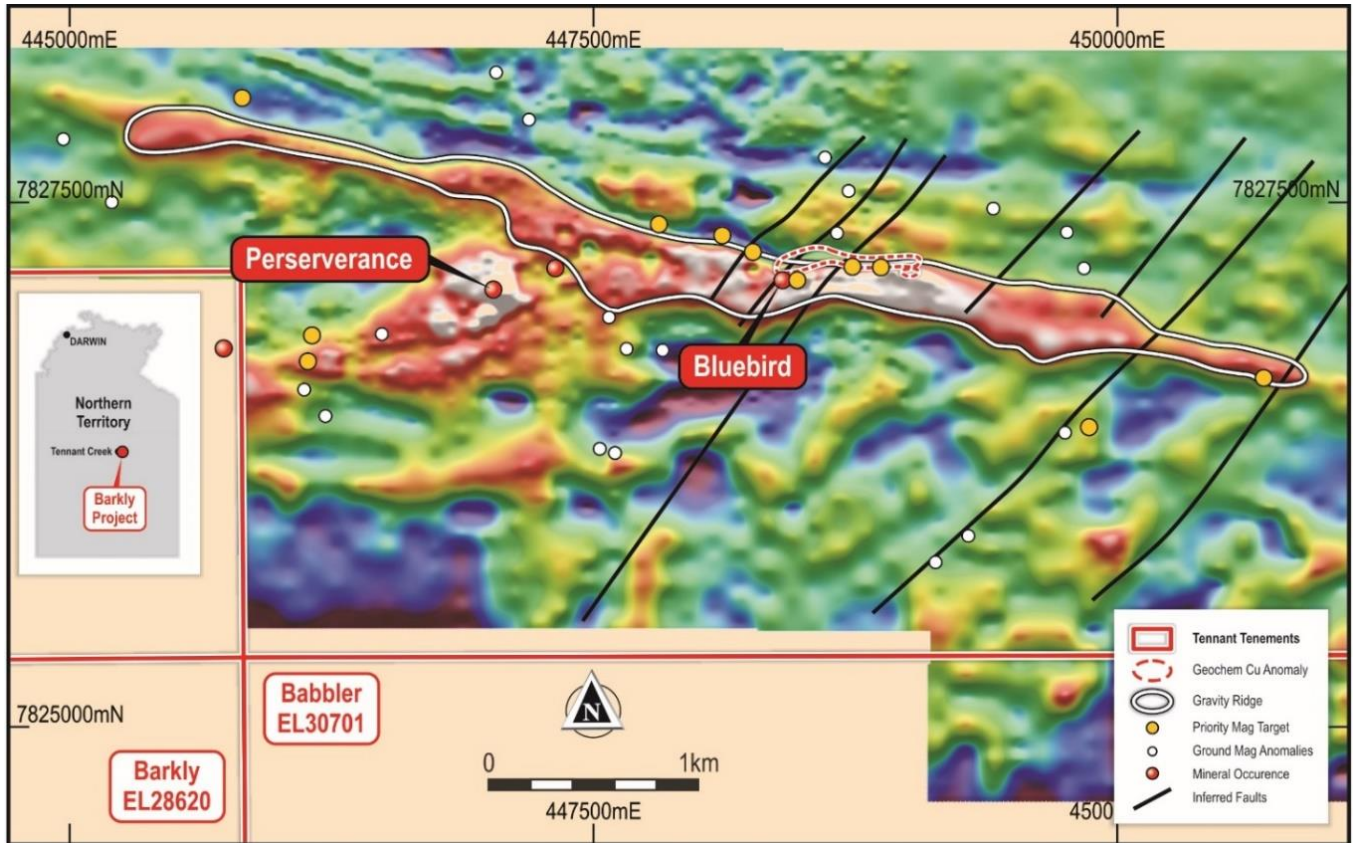 445000mE
447500mE
450000mE
7827500mN
7827500mN
Perserverance
Bluebird
DARWIN
Northern
Territory
Tennant Creek
Barkly
Project
7825000mN
Babbler
EL30701
Barkly
EL28620
N
0
1km
447500mE
4500
Tennant Tenements
Geochem Cu Anomaly
Gravity Ridge
Priority Mag Target
Ground Mag Anomalies
Mineral Occurence
Inferred Faults